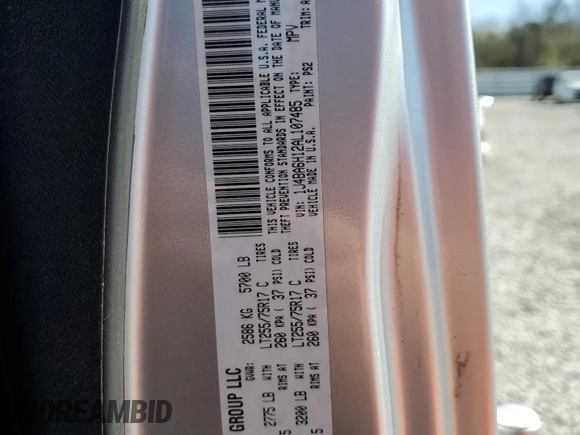 GROUP LLC
GVWR: 2586 KG 5700 LB
2775 LB WITH LT255/75R17 C TIRES
5 RIMS AT 260 KPA ( 37 PSI) COLD
3200 LB WITH LT255/75R17 C TIRES
5 RIMS AT 260 KPA ( 37 PSI) COLD
THIS VEHICLE CONFORMS TO ALL APPLICABLE U.S.A. FEDERAL
THEFT PREVENTION STANDARDS IN EFFECT ON THE DATE OF
VIN: 1J4BA6H12AL107485 TYPE: MPV
VEHICLE MADE IN U.S.A. PAINT: PS2 TRIM:
DREAMBID